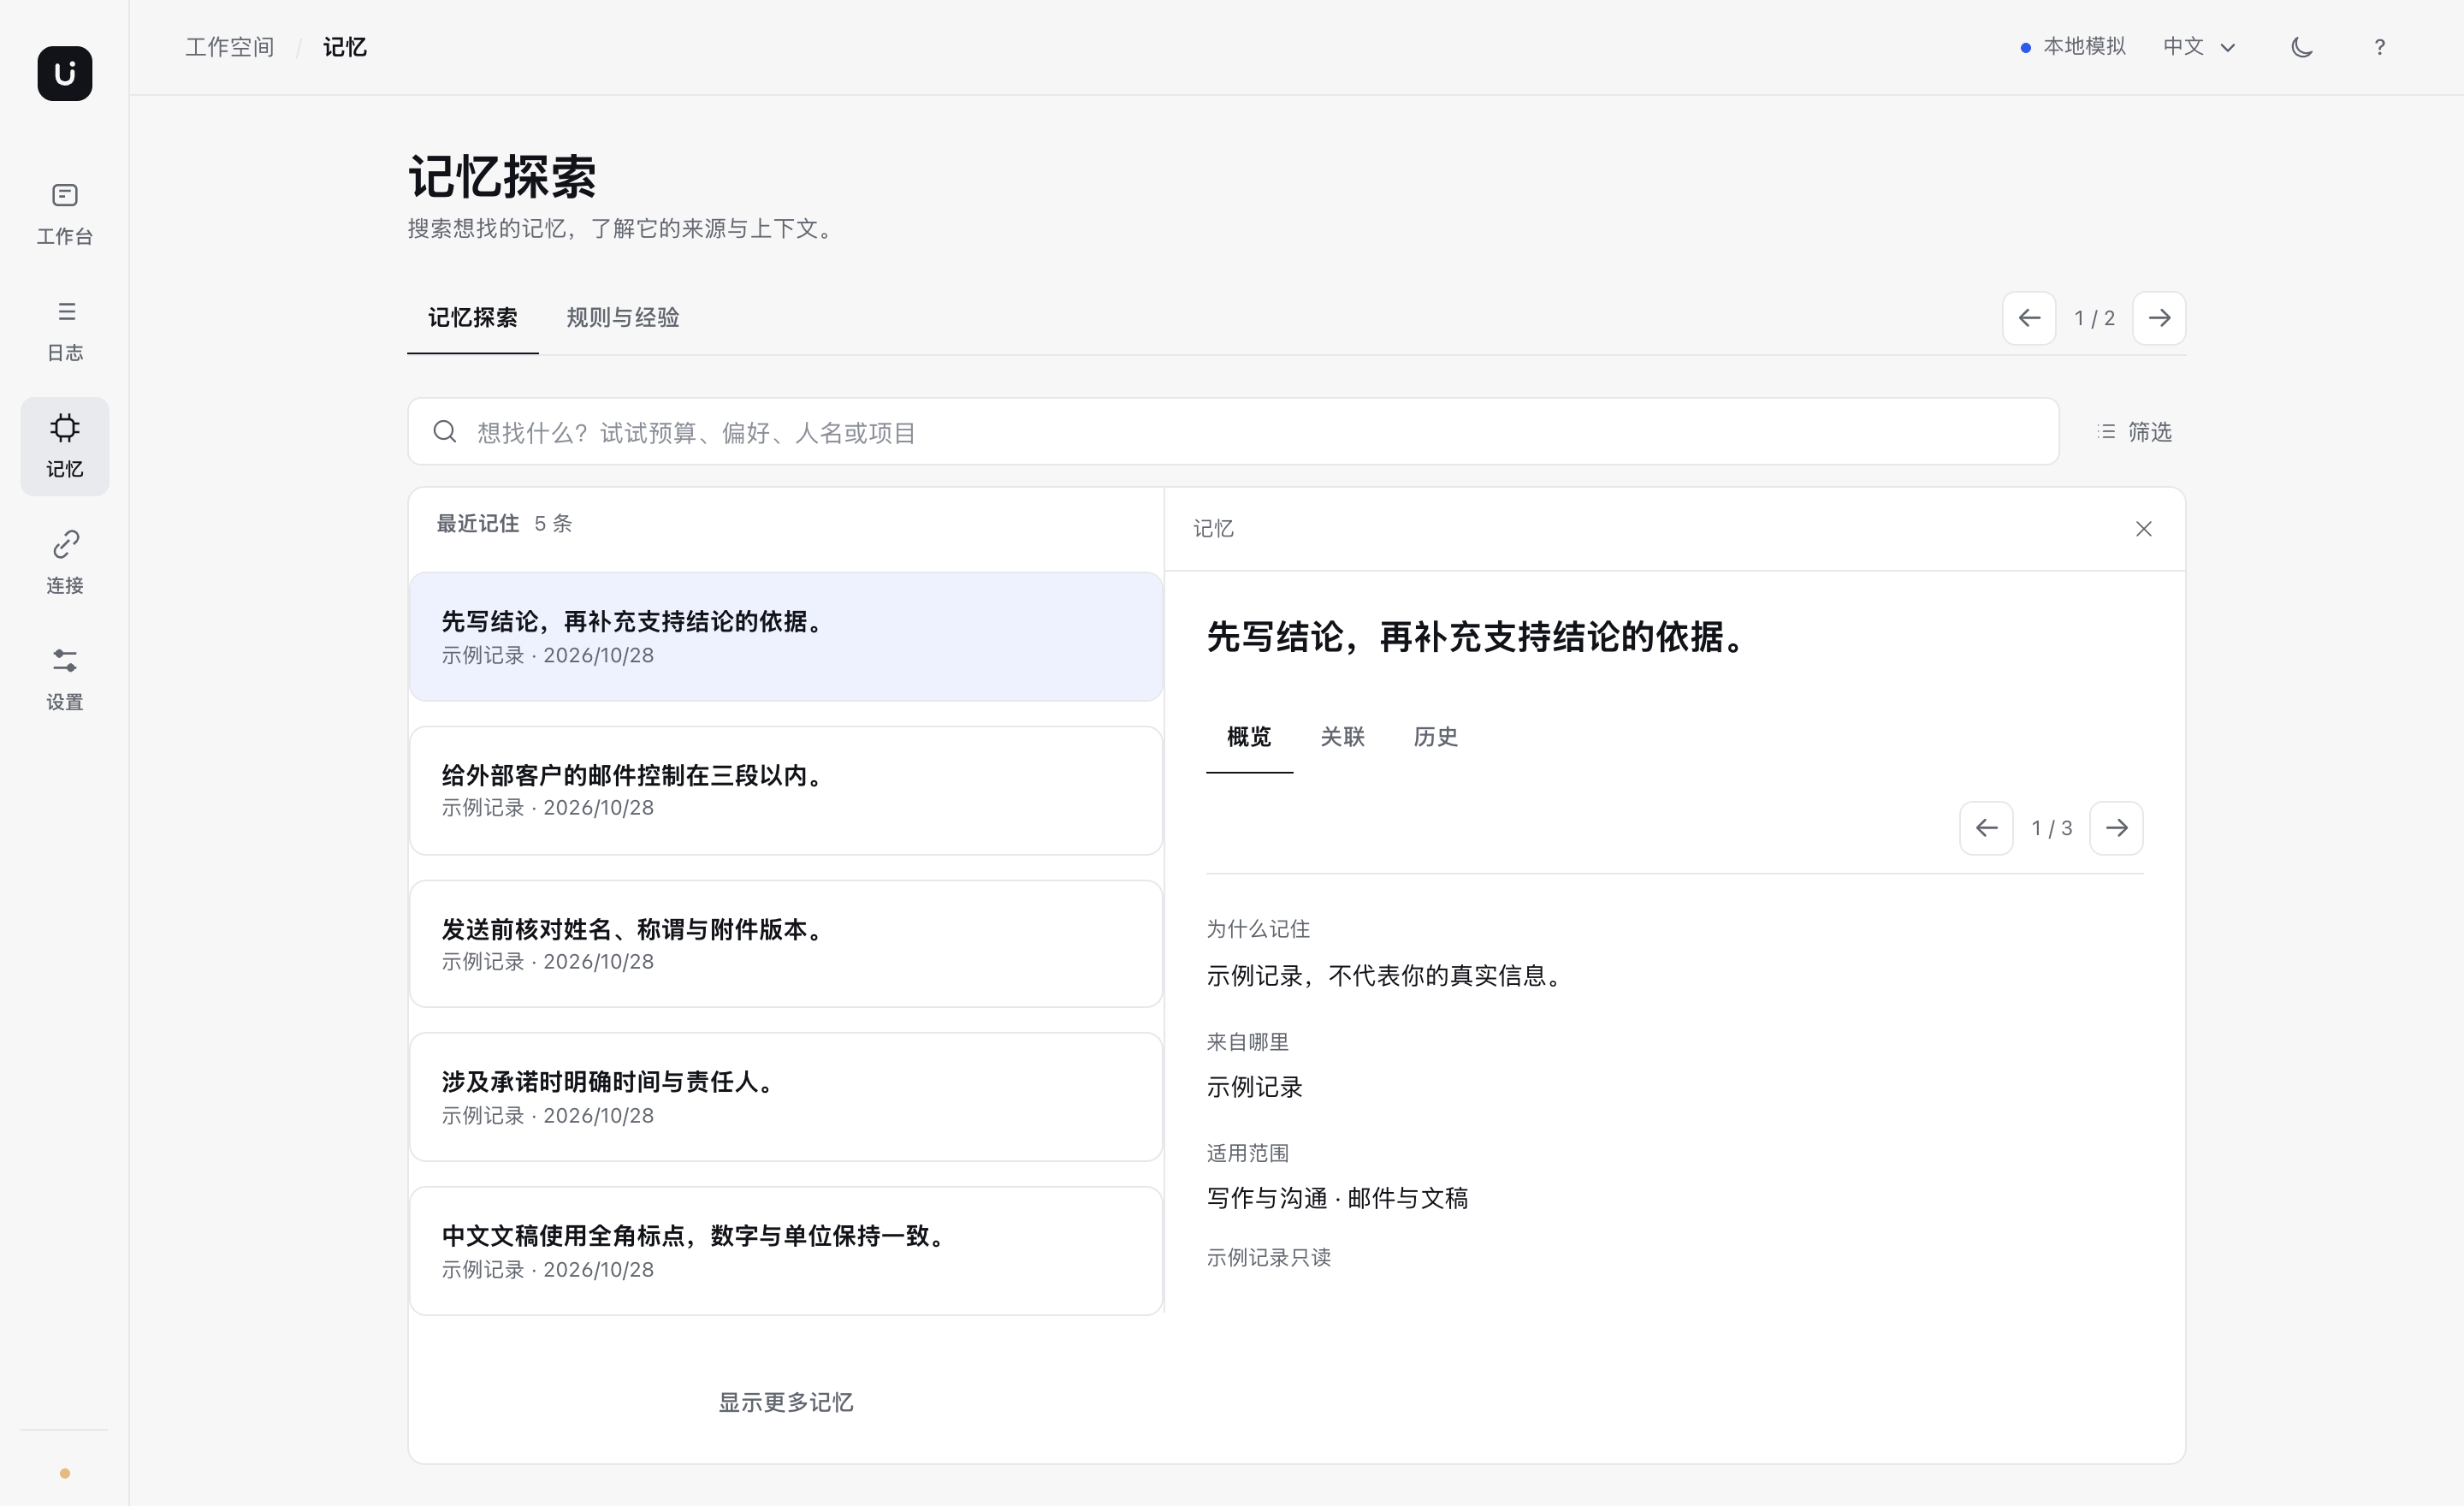 工作空间 / 记忆
本地模拟 中文 ?
工作台
日志
记忆
连接
设置
记忆探索
搜索想找的记忆，了解它的来源与上下文。
记忆探索 规则与经验 1 / 2
想找什么？试试预算、偏好、人名或项目 筛选
最近记住 5 条
先写结论，再补充支持结论的依据。
示例记录 · 2026/10/28
给外部客户的邮件控制在三段以内。
示例记录 · 2026/10/28
发送前核对姓名、称谓与附件版本。
示例记录 · 2026/10/28
涉及承诺时明确时间与责任人。
示例记录 · 2026/10/28
中文文稿使用全角标点，数字与单位保持一致。
示例记录 · 2026/10/28
显示更多记忆
记忆
先写结论，再补充支持结论的依据。
概览 关联 历史
1 / 3
为什么记住
示例记录，不代表你的真实信息。
来自哪里
示例记录
适用范围
写作与沟通 · 邮件与文稿
示例记录只读